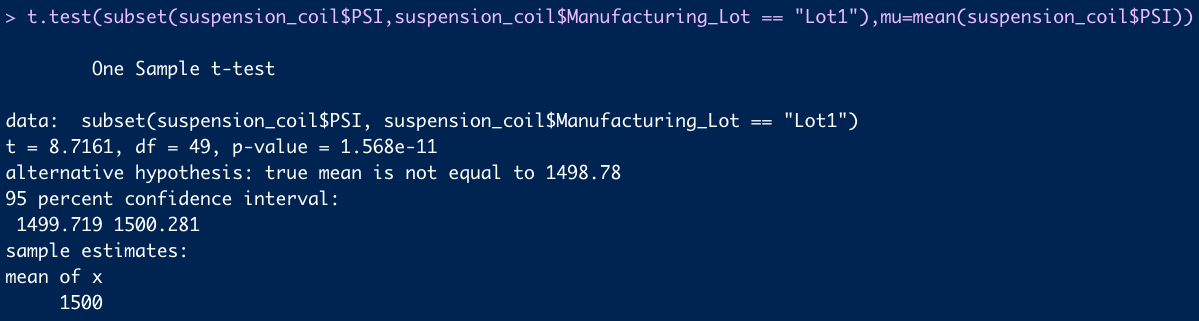 > t.test(subset(suspension_coil$PSI,suspension_coil$Manufacturing_Lot == "Lot1"),mu=mean(suspension_coil$PSI))
One Sample t-test
data:  subset(suspension_coil$PSI, suspension_coil$Manufacturing_Lot == "Lot1")
t = 8.7161, df = 49, p-value = 1.568e-11
alternative hypothesis: true mean is not equal to 1498.78
95 percent confidence interval:
1499.719 1500.281
sample estimates:
mean of x
1500